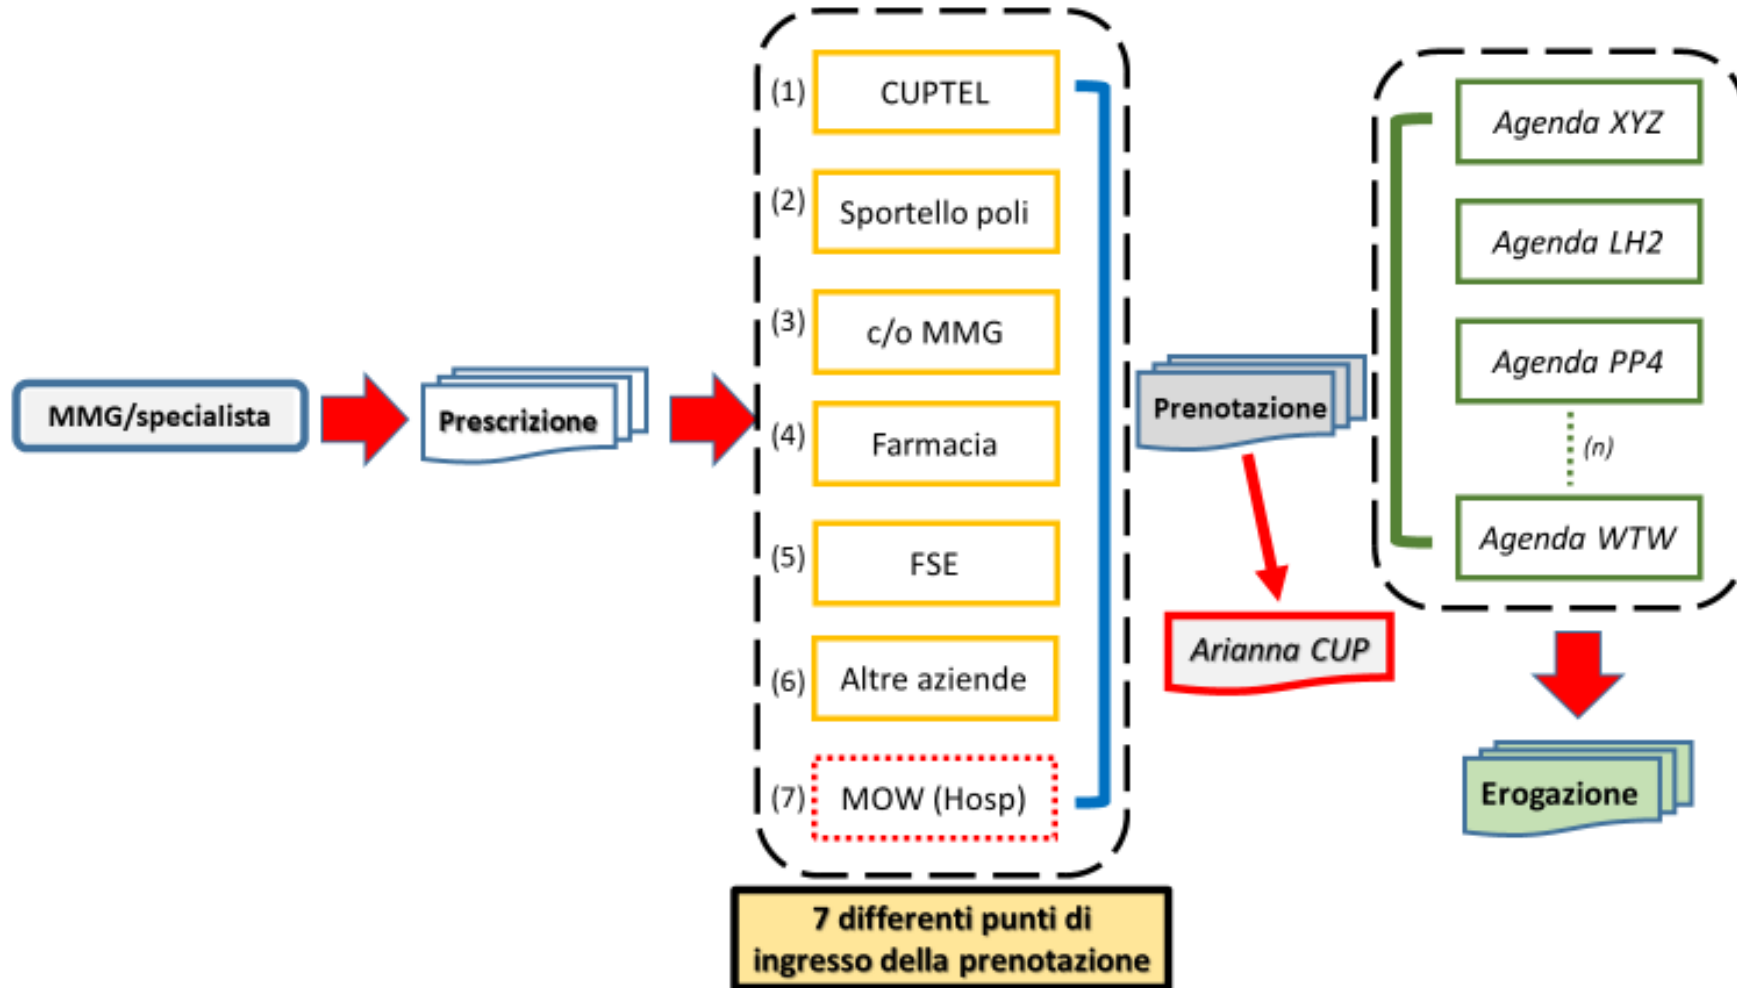 MMG/specialista
Prescrizione
(1) CUPTEL
(2) Sportello poli
(3) c/o MMG
(4) Farmacia
(5) FSE
(6) Altre aziende
(7) MOW (Hosp)
7 differenti punti di
ingresso della prenotazione
Prenotazione
Arianna CUP
Agenda XYZ
Agenda LH2
Agenda PP4
(n)
Agenda WTW
Erogazione